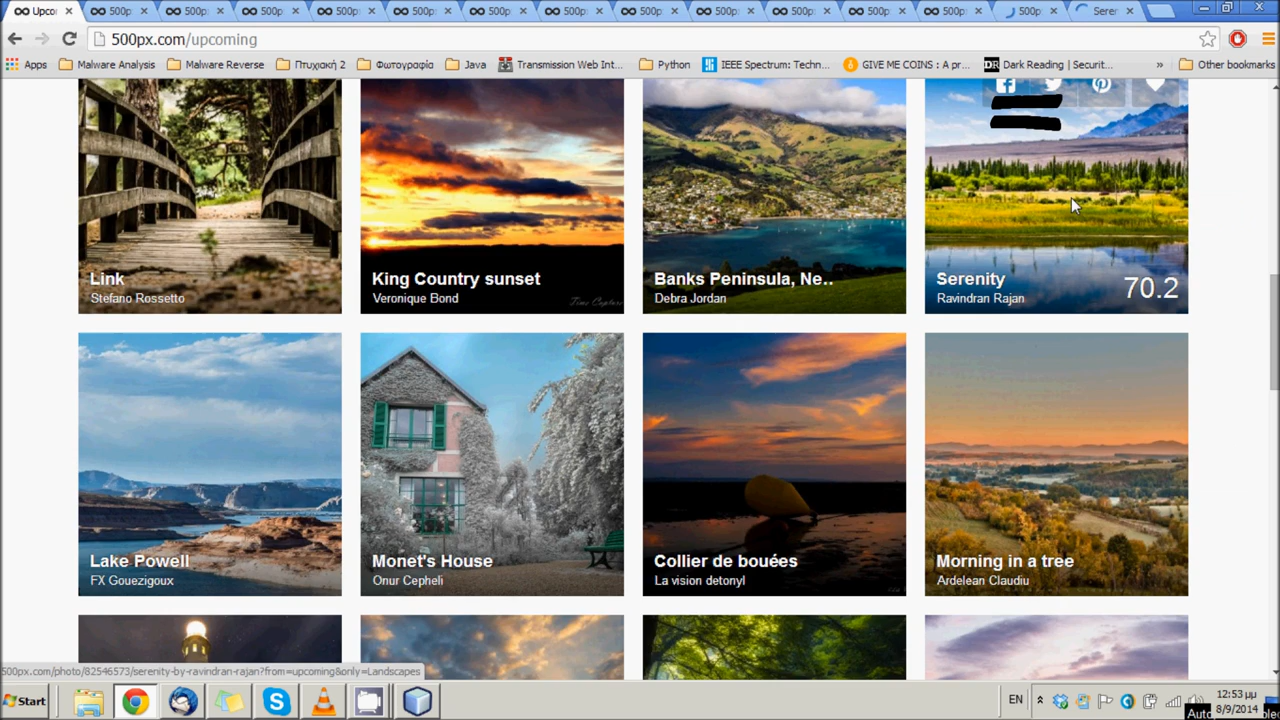 Upcor
500p:
500p:
500p:
500p:
500p:
500p:
500p:
500p:
500p:
500p:
500p:
500p:
500p:
Seren
500px.com/upcoming
Apps
Malware Analysis
Malware Reverse
Πτυχιακή 2
Φωτογραφία
Java
Transmission Web Int...
Python
IEEE Spectrum: Techn...
GIVE ME COINS : A pr...
DR Dark Reading | Securit...
»
Other bookmarks
Link
Stefano Rossetto
King Country sunset
Veronique Bond
Banks Peninsula, Ne..
Debra Jordan
Serenity
Ravindran Rajan
70.2
Lake Powell
FX Gouezigoux
Monet's House
Onur Cepheli
Collier de bouées
La vision detonyl
Morning in a tree
Ardelean Claudiu
500px.com/photo/82546573/serenity-by-ravindran-rajan?from=upcoming&only=Landscapes
Start
EN
12:53 μμ
8/9/2014